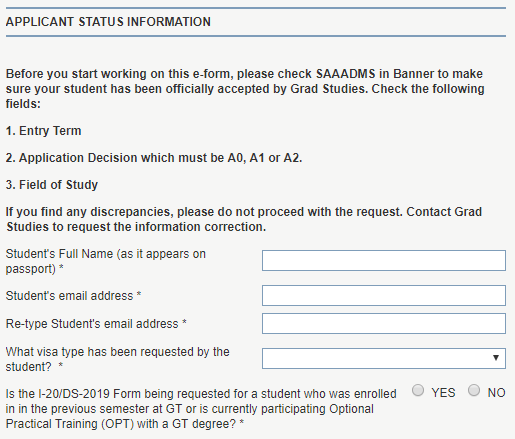 APPLICANT STATUS INFORMATION
Before you start working on this e-form, please check SAAADMS in Banner to make
sure your student has been officially accepted by Grad Studies. Check the following
fields:
1. Entry Term
2. Application Decision which must be A0, A1 or A2.
3. Field of Study
If you find any discrepancies, please do not proceed with the request. Contact Grad
Studies to request the information correction.
Student's Full Name (as it appears on
passport) *
Student's email address *
Re-type Student's email address *
What visa type has been requested by the
student? *
Is the I-20/DS-2019 Form being requested for a student who was enrolled
in in the previous semester at GT or is currently participating Optional
Practical Training (OPT) with a GT degree? *
YES NO